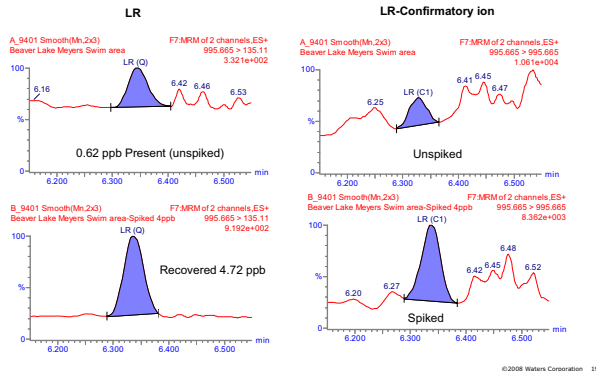 LR
LR-Confirmatory ion
A_9401 Smooth(Mn,2x3)
F7:MRM of 2 channels,ES+
Beaver Lake Meyers Swim area
995.665 > 135.11
3.321e+002
LR (Q)
100
%
0
6.16
6.42
6.46
6.53
0.62 ppb Present (unspiked)
6.200 6.300 6.400 6.500 min
A_9401 Smooth(Mn,2x3)
F7:MRM of 2 channels,ES+
Beaver Lake Meyers Swim area
995.665 > 995.665
1.061e+004
100
%
0
6.25
LR (C1)
6.41
6.45
6.47
Unspiked
6.200 6.300 6.400 6.500 min
B_9401 Smooth(Mn,2x3)
F7:MRM of 2 channels,ES+
Beaver Lake Meyers Swim area-Spiked 4ppb
995.665 > 135.11
9.192e+002
LR (Q)
100
%
0
Recovered 4.72 ppb
6.200 6.300 6.400 6.500 min
B_9401 Smooth(Mn,2x3)
F7:MRM of 2 channels,ES+
Beaver Lake Meyers Swim area-Spiked 4ppb
995.665 > 995.665
8.362e+003
LR (C1)
100
%
0
6.20
6.27
6.42
6.45
6.48
6.52
Spiked
6.200 6.300 6.400 6.500 min
©2008 Waters Corporation